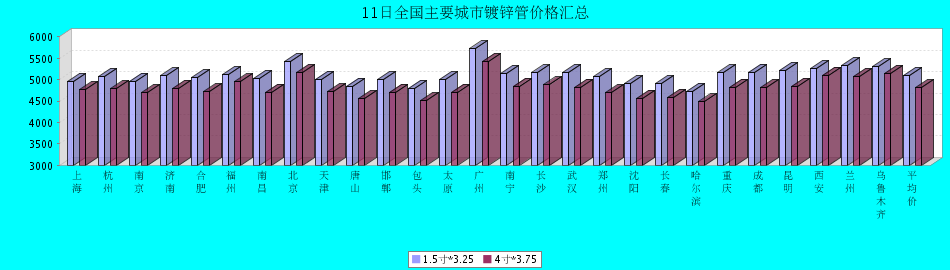 11日全国主要城市镀锌管价格汇总
6000
5500
5000
4500
4000
3500
3000
上海 杭州 南京 济南 合肥 福州 南昌 北京 天津 唐山 邯郸 包头 太原 广州 南宁 长沙 武汉 郑州 沈阳 长春 哈尔滨 重庆 成都 昆明 西安 兰州 乌鲁木齐 平均价
1.5寸*3.25 4寸*3.75